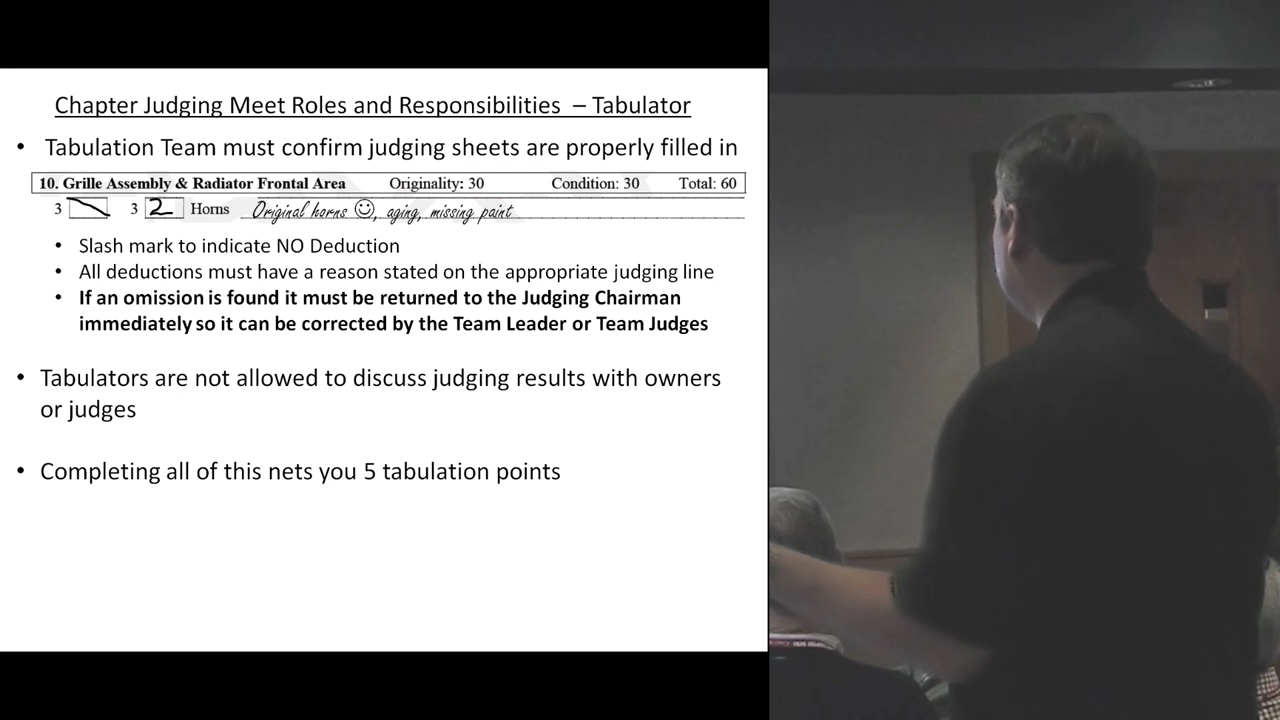 Chapter Judging Meet Roles and Responsibilities – Tabulator
• Tabulation Team must confirm judging sheets are properly filled in
10. Grille Assembly & Radiator Frontal Area Originality: 30 Condition: 30 Total: 60
3 \ 3 2 Horns Original horns ☺, aging, missing paint
• Slash mark to indicate NO Deduction
• All deductions must have a reason stated on the appropriate judging line
• If an omission is found it must be returned to the Judging Chairman
immediately so it can be corrected by the Team Leader or Team Judges
• Tabulators are not allowed to discuss judging results with owners
or judges
• Completing all of this nets you 5 tabulation points